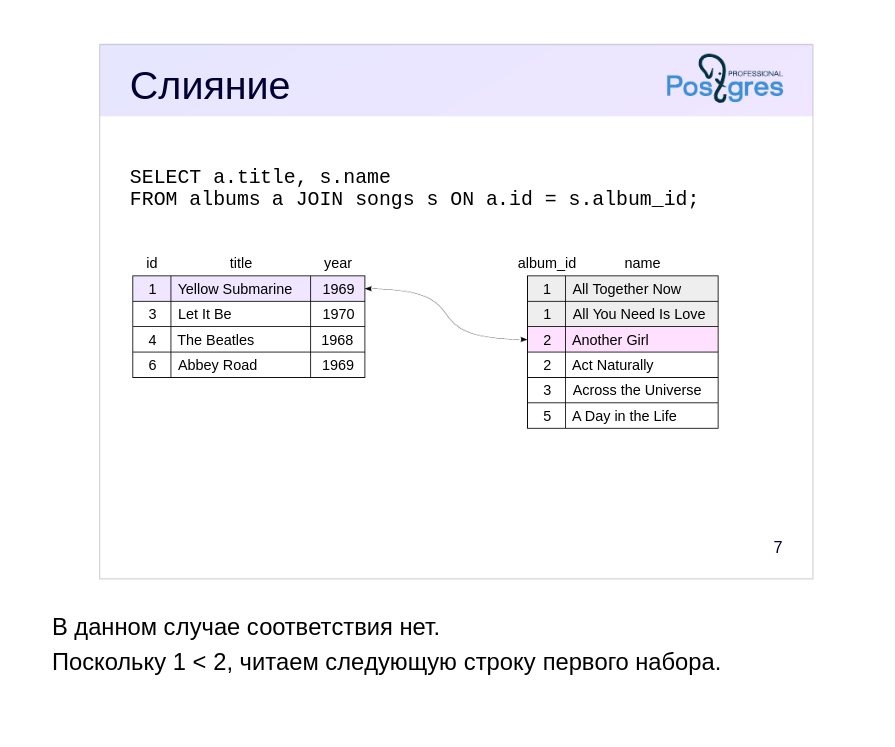 Слияние
PROFESSIONAL
Postgres
SELECT a.title, s.name
FROM albums a JOIN songs s ON a.id = s.album_id;
id title year
1 Yellow Submarine 1969
3 Let It Be 1970
4 The Beatles 1968
6 Abbey Road 1969
album_id name
1 All Together Now
1 All You Need Is Love
2 Another Girl
2 Act Naturally
3 Across the Universe
5 A Day in the Life
7
В данном случае соответствия нет.
Поскольку 1 < 2, читаем следующую строку первого набора.